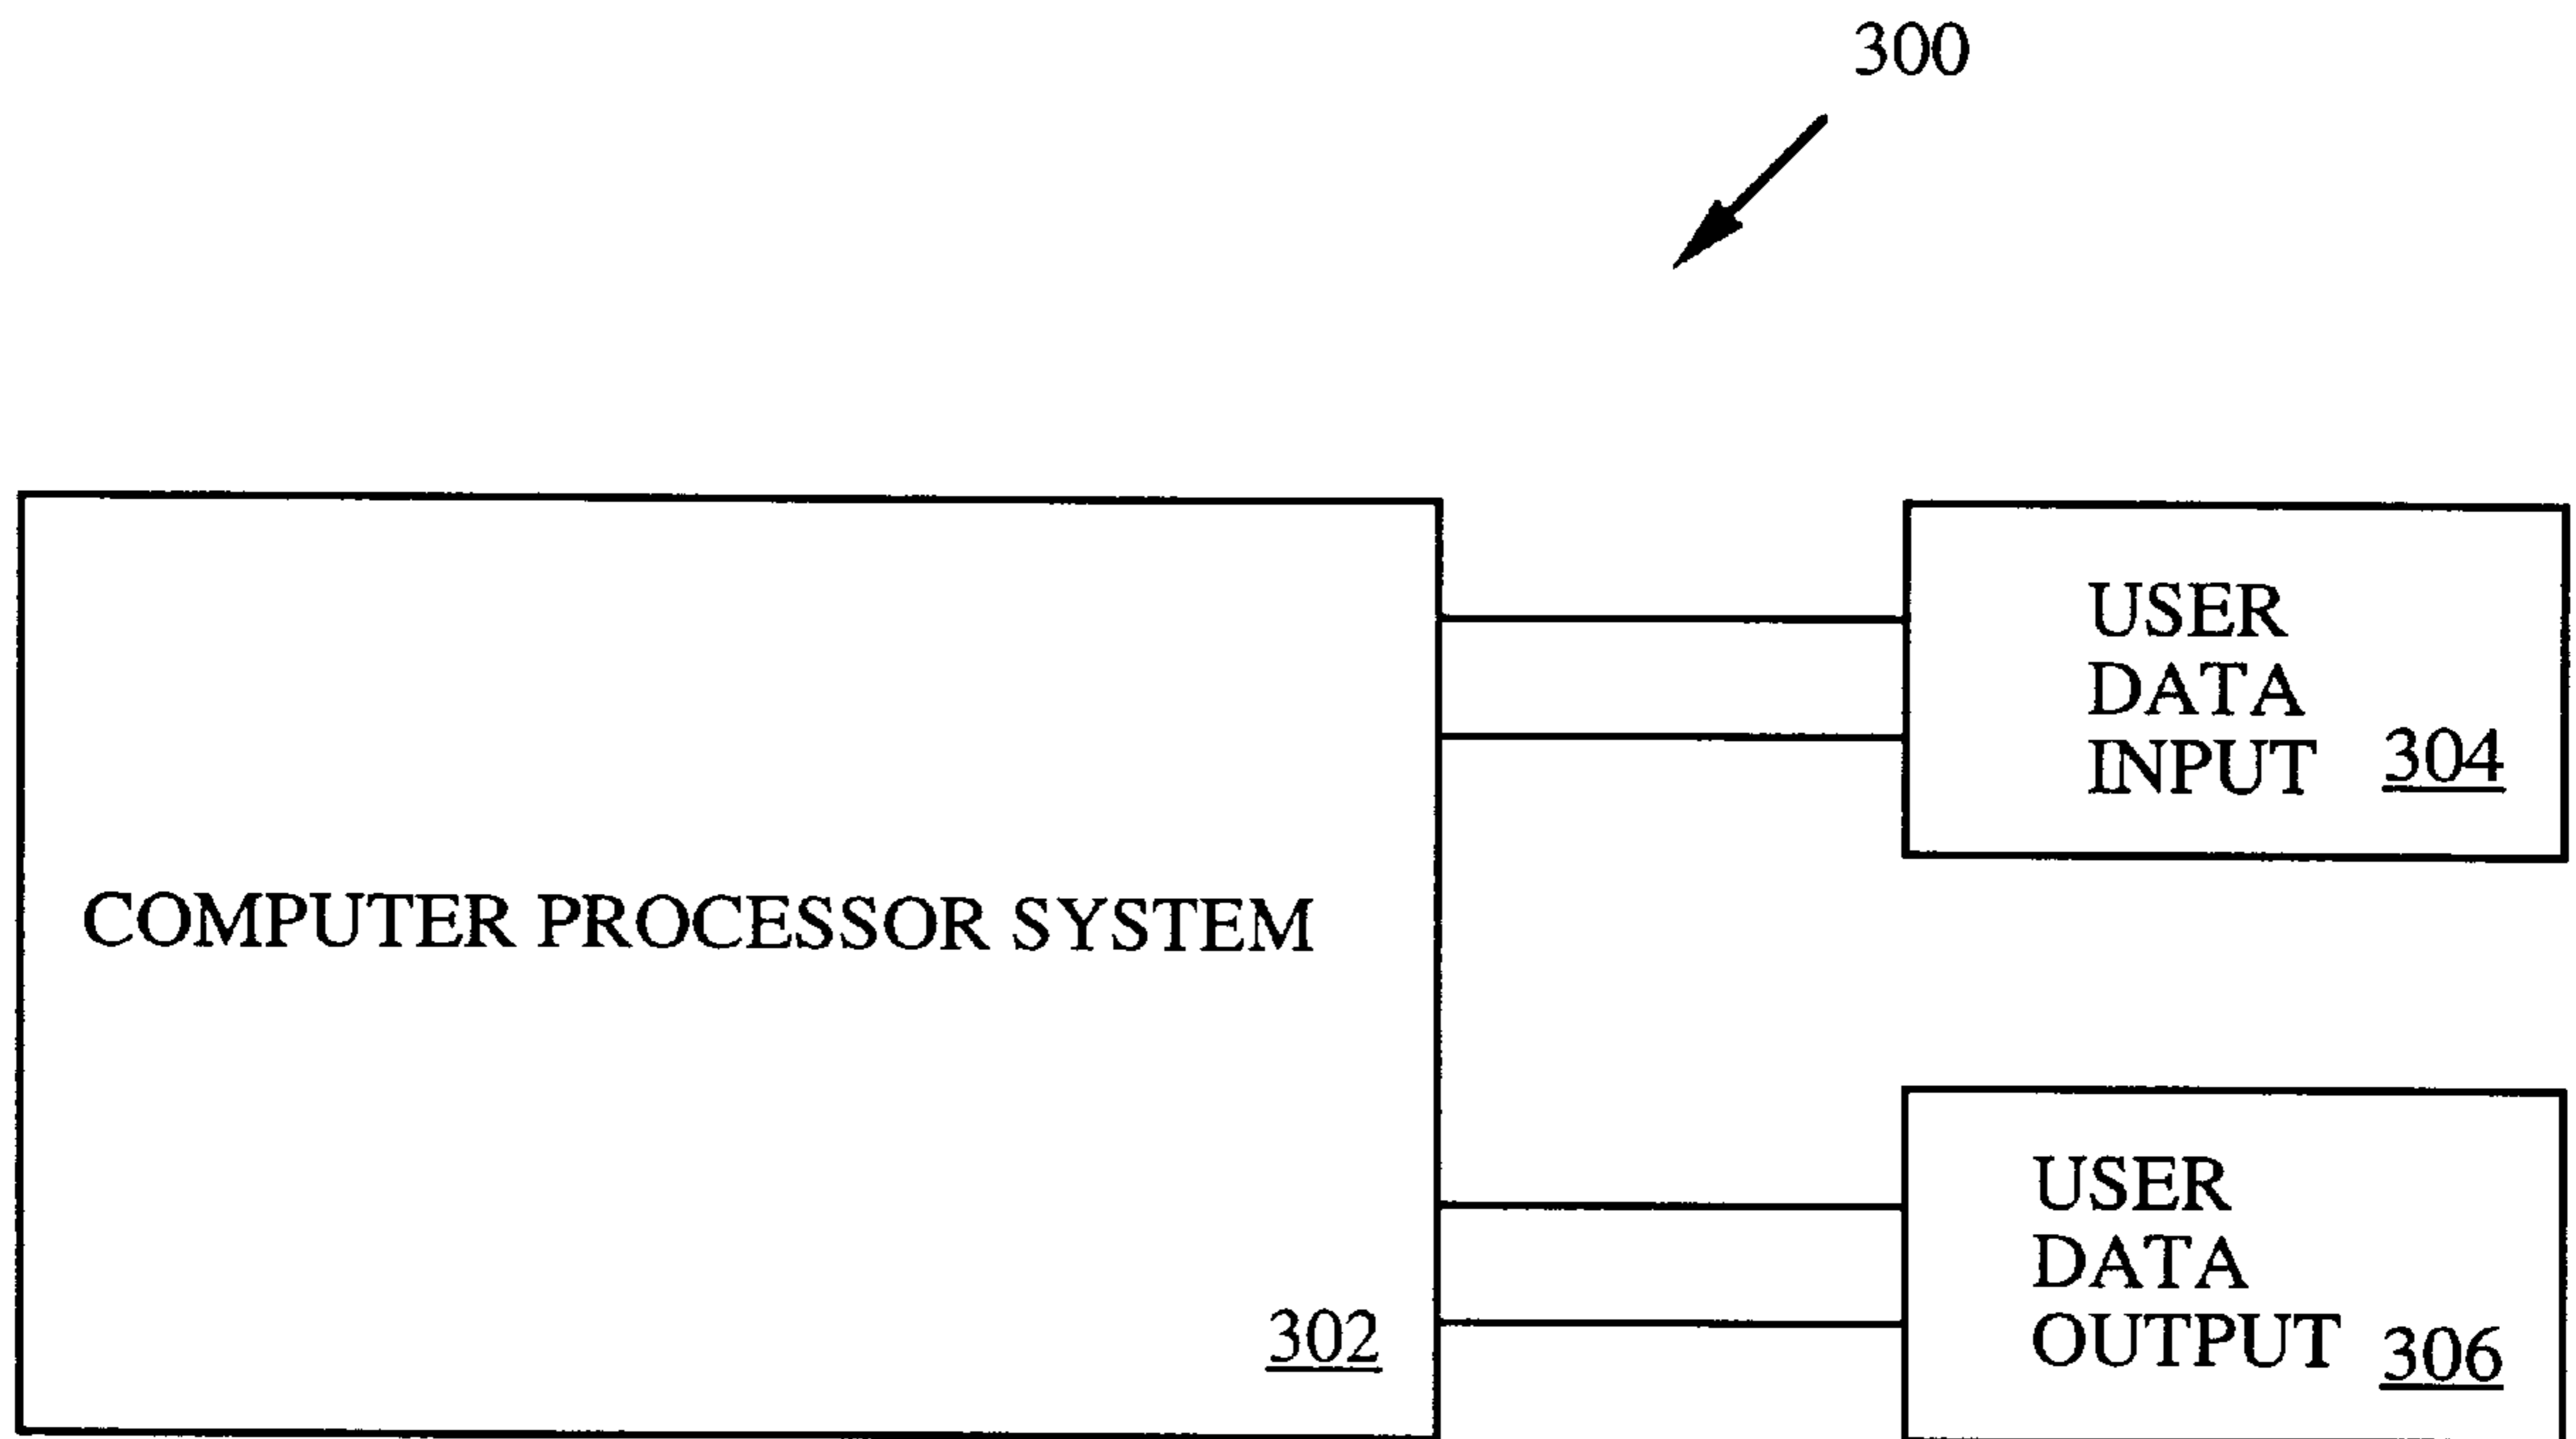 300
USER
DATA
INPUT 304
COMPUTER PROCESSOR SYSTEM
302
USER
DATA
OUTPUT 306